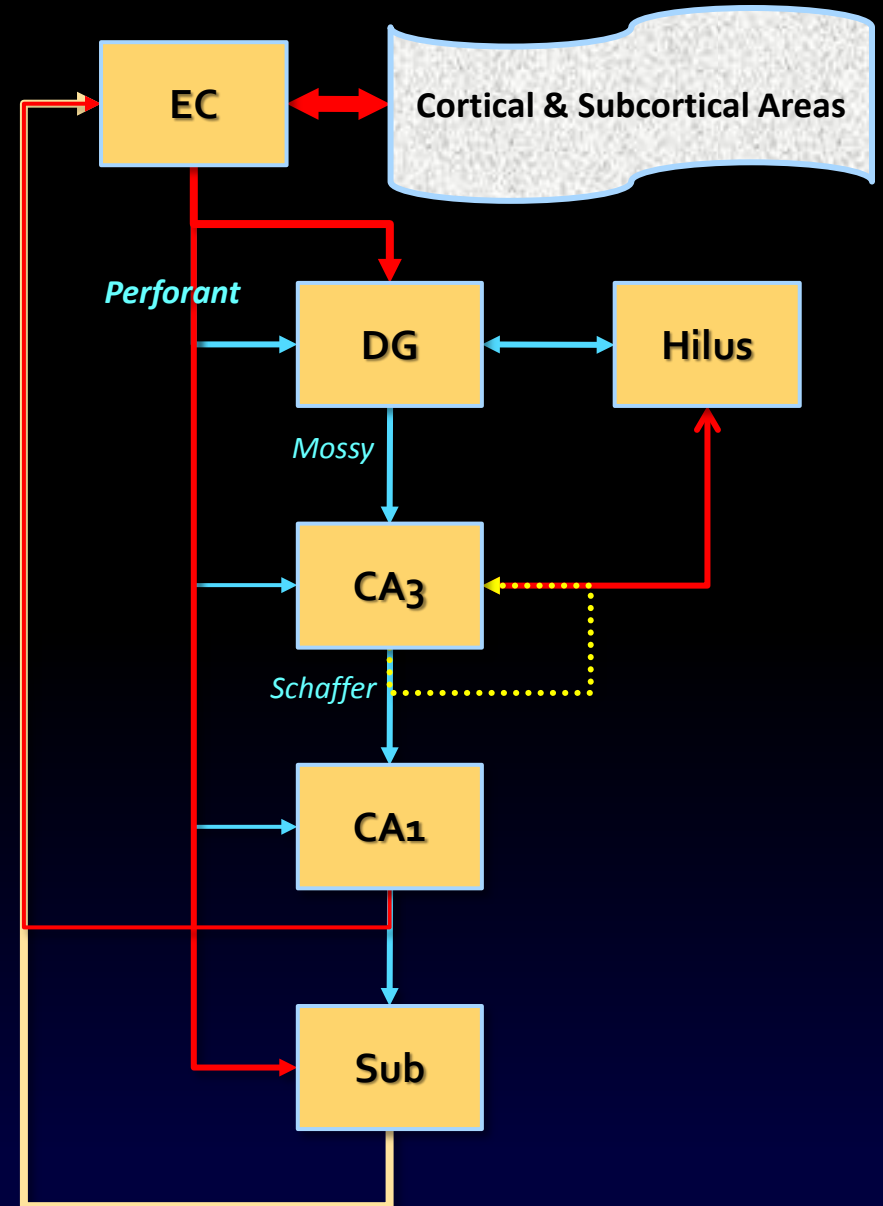 EC
Cortical & Subcortical Areas
Perforant
DG
Hilus
Mossy
CA3
Schaffer
CA1
Sub